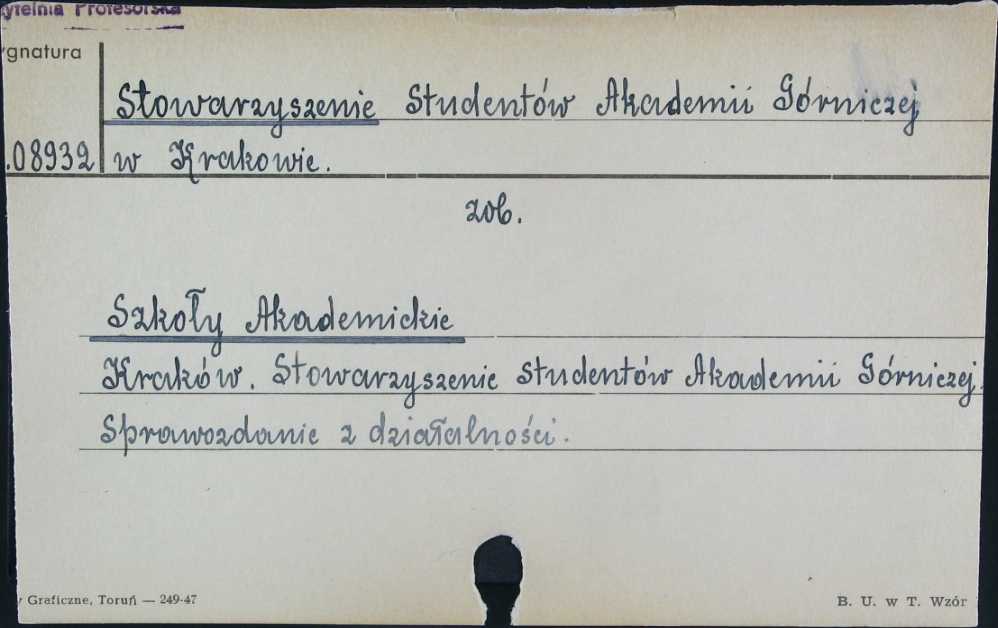 ytelnia Profesorska
ygnatura
Stowarzyszenie Studentów Akademii Górniczej
.08932 w Krakowie.
zob.
Szkoły Akademickie
Kraków. Stowarzyszenie Studentów Akademii Górniczej.
Sprawozdanie z działalności.
y Graficzne, Toruń — 249-47
B. U. w T. Wzór